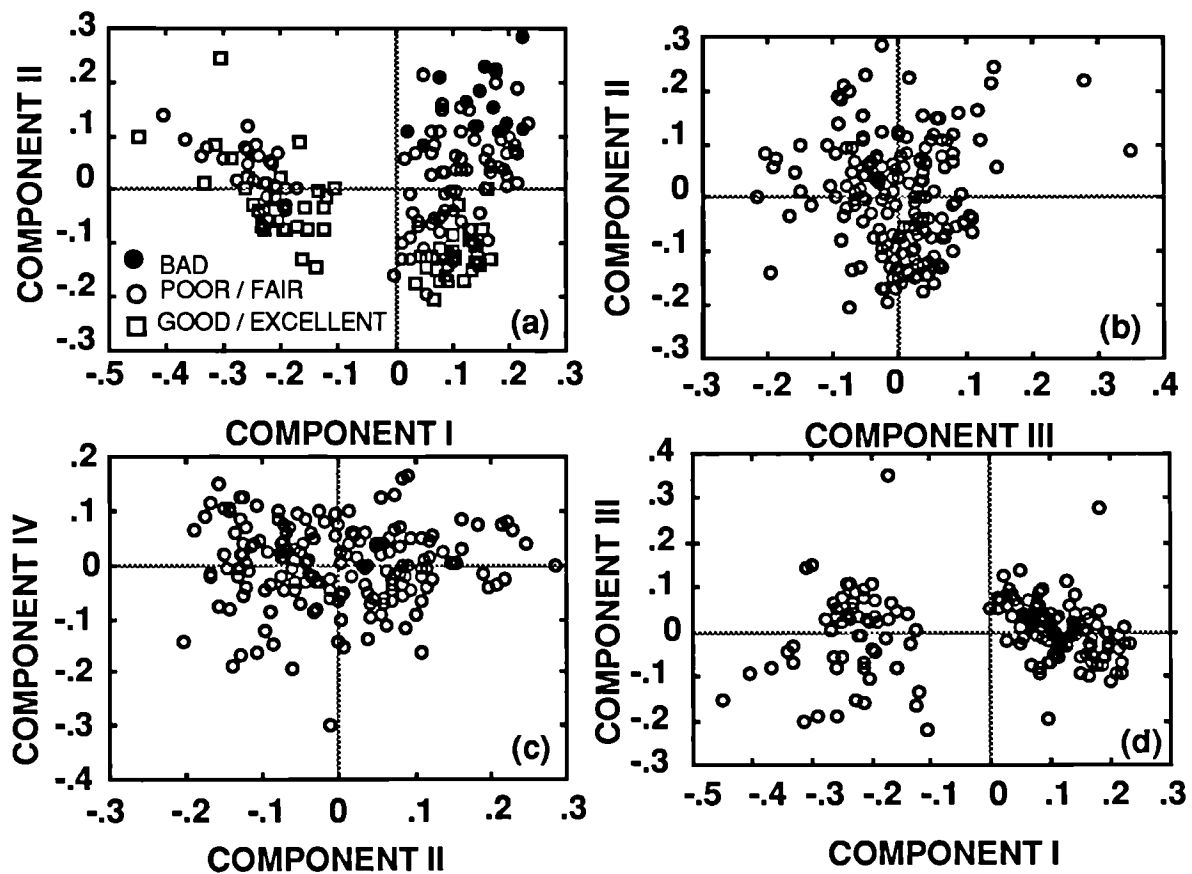 .3
.2
.1
0
-.1
-.2
-.3
COMPONENT II
BAD
POOR / FAIR
GOOD / EXCELLENT
(a)
-.5 -.4 -.3 -.2 -.1 0 .1 .2 .3
COMPONENT I
.3
.2
.1
0
-.1
-.2
-.3
COMPONENT II
(b)
-.3 -.2 -.1 0 .1 .2 .3 .4
COMPONENT III
.2
.1
0
-.1
-.2
-.3
-.4
COMPONENT IV
(c)
-.3 -.2 -.1 0 .1 .2 .3
COMPONENT II
.4
.3
.2
.1
0
-.1
-.2
-.3
COMPONENT III
(d)
-.5 -.4 -.3 -.2 -.1 0 .1 .2 .3
COMPONENT I